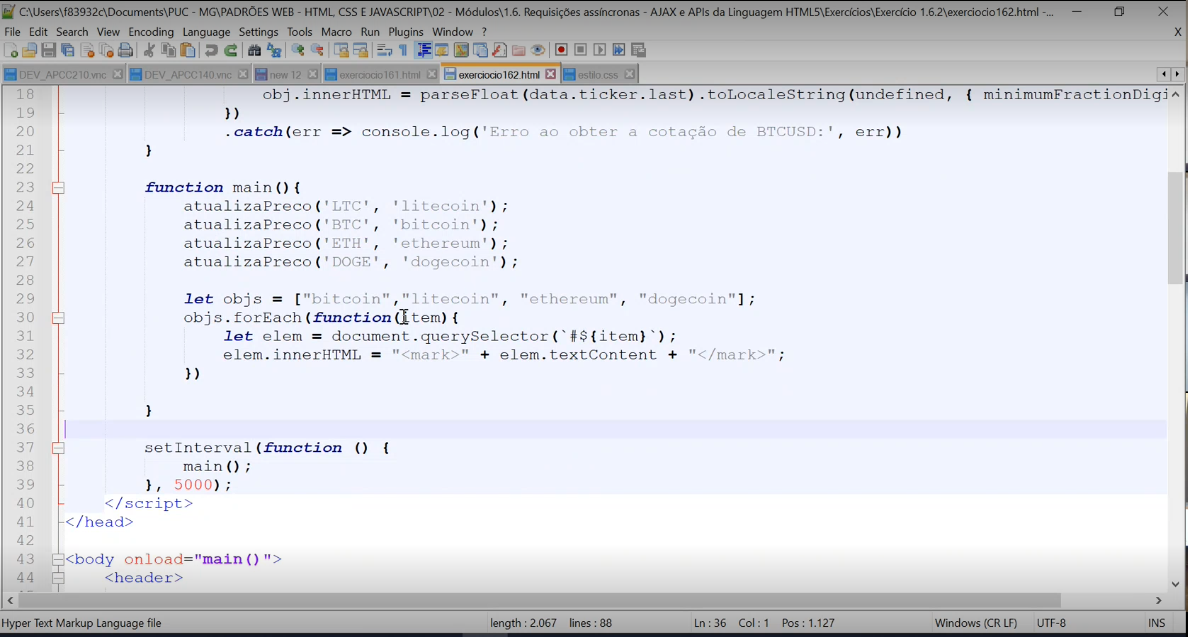 C:\Users\f83932c\Documents\PUC - MG\PADRÕES WEB - HTML, CSS E JAVASCRIPT\02 - Módulos\1.6. Requisições assíncronas - AJAX e APIs da Linguagem HTML5\Exercícios\Exercício 1.6.2\exerciocio162.html -...
File Edit Search View Encoding Language Settings Tools Macro Run Plugins Window ? X
DEV_APCC210.vnc DEV_APCC140.vnc new 12 exerciocio161.html exerciocio162.html estilo.css
18 obj.innerHTML = parseFloat(data.ticker.last).toLocaleString(undefined, { minimumFractionDigi
19 })
20 .catch(err => console.log('Erro ao obter a cotação de BTCUSD:', err))
21 }
22
23 function main(){
24 atualizaPreco('LTC', 'litecoin');
25 atualizaPreco('BTC', 'bitcoin');
26 atualizaPreco('ETH', 'ethereum');
27 atualizaPreco('DOGE', 'dogecoin');
28
29 let objs = ["bitcoin","litecoin", "ethereum", "dogecoin"];
30 objs.forEach(function(item){
31 let elem = document.querySelector(`#${item}`);
32 elem.innerHTML = "<mark>" + elem.textContent + "</mark>";
33 })
34
35 }
36
37 setInterval(function () {
38 main();
39 }, 5000);
40 </script>
41 </head>
42
43 <body onload="main()">
44 <header>
Hyper Text Markup Language file length : 2.067 lines : 88 Ln : 36 Col : 1 Pos : 1.127 Windows (CR LF) UTF-8 INS